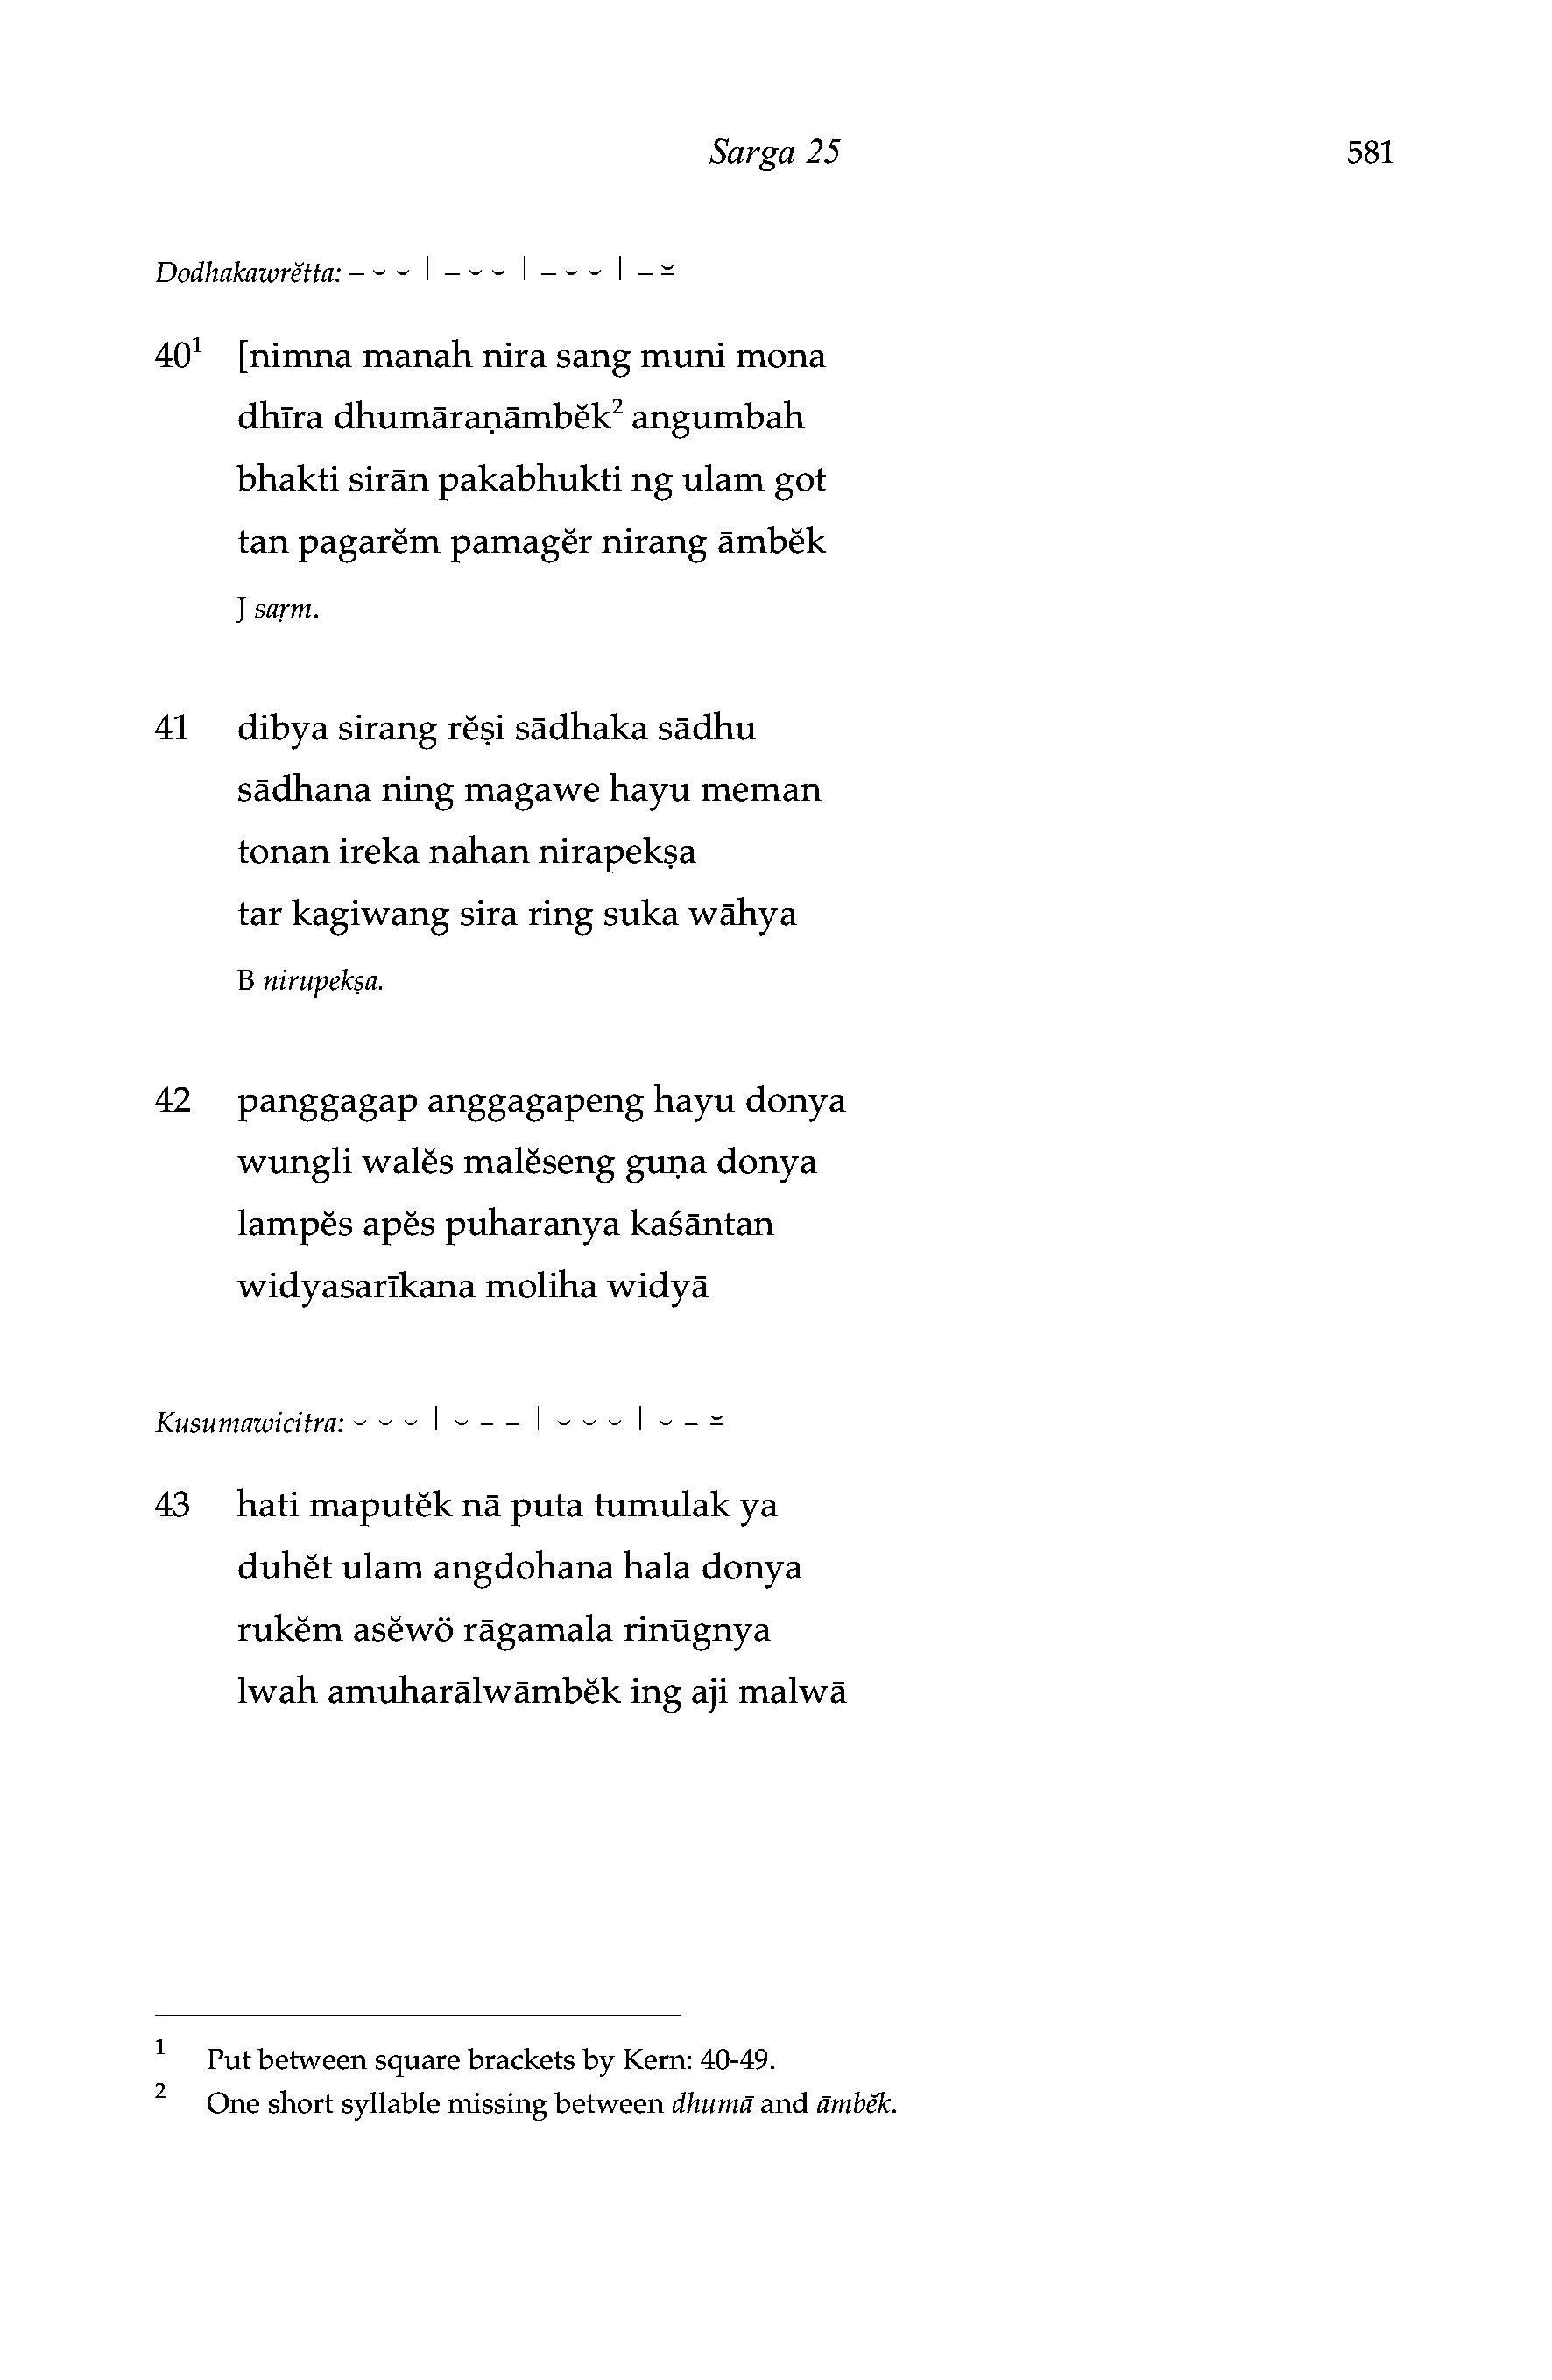 Sarga 25 581
Dodhakawrĕtta: – ⏑ ⏑ | – ⏑ ⏑ | – ⏑ ⏑ | – ⏓
40¹ [nimna manah nira sang muni mona
dhīra dhumāraṇāmbĕk² angumbah
bhakti sirān pakabhukti ng ulam got
tan pagarĕm pamagĕr nirang āmbĕk
J saṛm.
41 dibya sirang rĕṣi sādhaka sādhu
sādhana ning magawe hayu meman
tonan ireka nahan nirapekṣa
tar kagiwang sira ring suka wāhya
B nirupekṣa.
42 panggagap anggagapeng hayu donya
wungli walĕs malĕseng guṇa donya
lampĕs apĕs puharanya kaśāntan
widyasarīkana moliha widyā
Kusumawicitra: ⏑ ⏑ ⏑ | ⏑ – – | ⏑ ⏑ ⏑ | ⏑ – ⏓
43 hati maputĕk nā puta tumulak ya
duhĕt ulam angdohana hala donya
rukĕm asĕwö rāgamala rinūgnya
lwah amuharālwāmbĕk ing aji malwā
1 Put between square brackets by Kern: 40-49.
2 One short syllable missing between dhumā and āmbĕk.